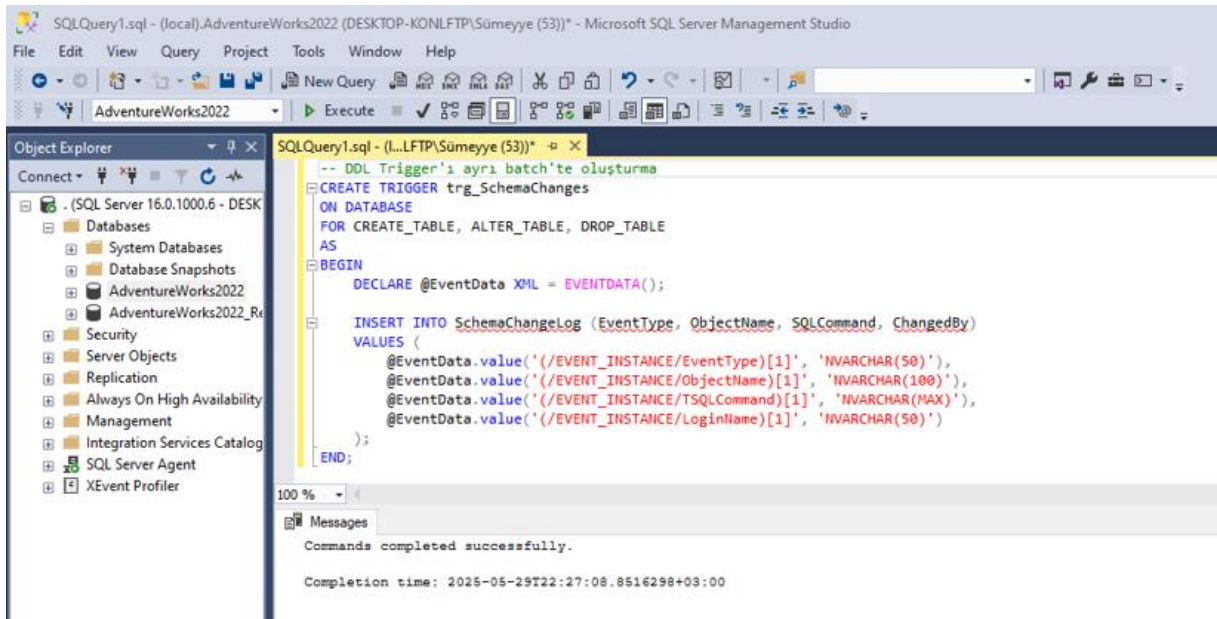 SQLQuery1.sql - (local).AdventureWorks2022 (DESKTOP-KONLFTP\Sümeyye (53))* - Microsoft SQL Server Management Studio
File Edit View Query Project Tools Window Help
New Query
AdventureWorks2022 Execute
Object Explorer
Connect
. (SQL Server 16.0.1000.6 - DESK
Databases
System Databases
Database Snapshots
AdventureWorks2022
AdventureWorks2022_Re
Security
Server Objects
Replication
Always On High Availability
Management
Integration Services Catalog
SQL Server Agent
XEvent Profiler
SQLQuery1.sql - (l...LFTP\Sümeyye (53))*
-- DDL Trigger'ı ayrı batch'te oluşturma
CREATE TRIGGER trg_SchemaChanges
ON DATABASE
FOR CREATE_TABLE, ALTER_TABLE, DROP_TABLE
AS
BEGIN
DECLARE @EventData XML = EVENTDATA();
INSERT INTO SchemaChangeLog (EventType, ObjectName, SQLCommand, ChangedBy)
VALUES (
@EventData.value('(/EVENT_INSTANCE/EventType)[1]', 'NVARCHAR(50)'),
@EventData.value('(/EVENT_INSTANCE/ObjectName)[1]', 'NVARCHAR(100)'),
@EventData.value('(/EVENT_INSTANCE/TSQLCommand)[1]', 'NVARCHAR(MAX)'),
@EventData.value('(/EVENT_INSTANCE/LoginName)[1]', 'NVARCHAR(50)')
);
END;
100 %
Messages
Commands completed successfully.
Completion time: 2025-05-29T22:27:08.8516298+03:00